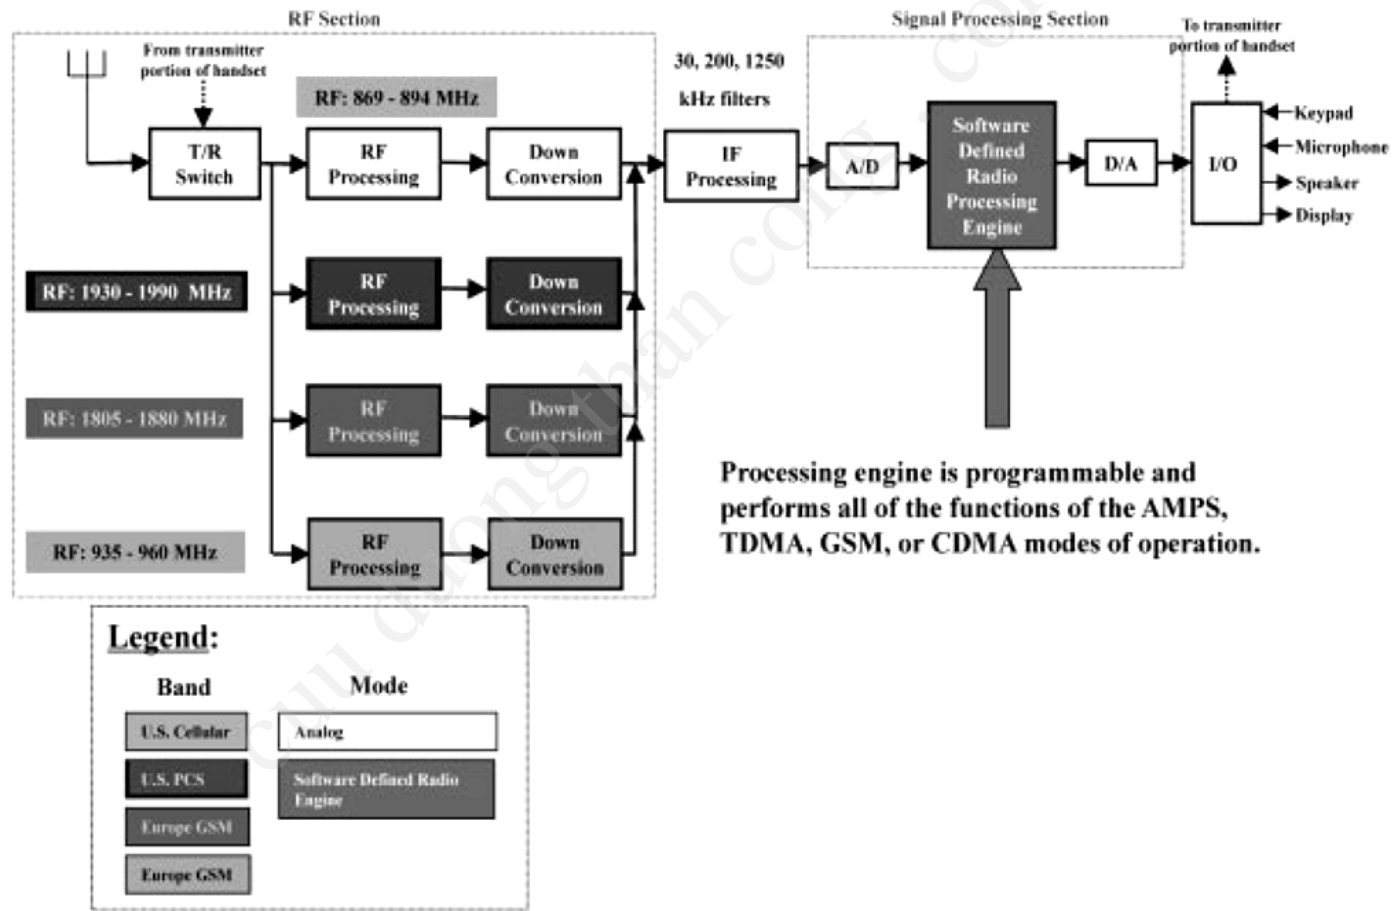 RF Section
Signal Processing Section
From transmitter
portion of handset
To transmitter
portion of handset
RF: 869 - 894 MHz
30, 200, 1250
kHz filters
T/R
Switch
RF
Processing
Down
Conversion
IF
Processing
A/D
Software
Defined
Radio
Processing
Engine
D/A
I/O
Keypad
Microphone
Speaker
Display
RF: 1930 - 1990 MHz
RF
Processing
Down
Conversion
RF: 1805 - 1880 MHz
RF
Processing
Down
Conversion
RF: 935 - 960 MHz
RF
Processing
Down
Conversion
Processing engine is programmable and
performs all of the functions of the AMPS,
TDMA, GSM, or CDMA modes of operation.
Legend:
Band
Mode
U.S. Cellular
Analog
U.S. PCS
Software Defined Radio
Engine
Europe GSM
Europe GSM
cuu duong than cong . com